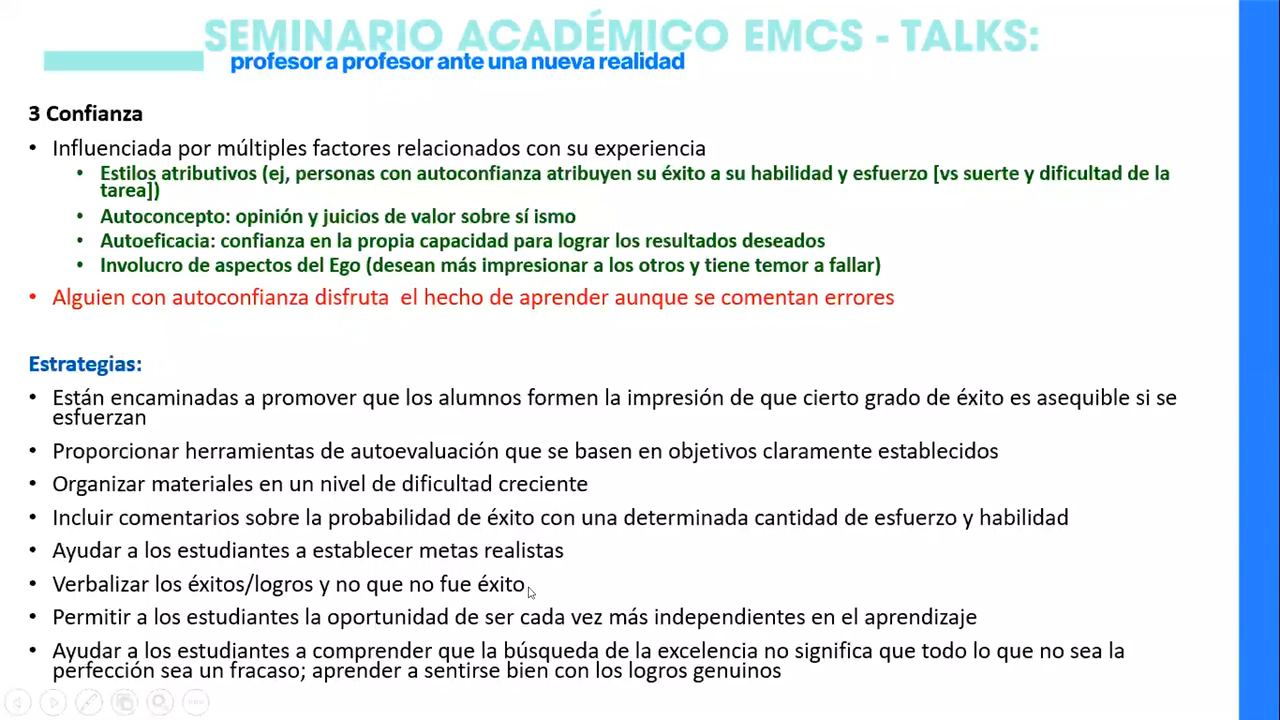 SEMINARIO ACADÉMICO EMCS - TALKS:
profesor a profesor ante una nueva realidad
3 Confianza
• Influenciada por múltiples factores relacionados con su experiencia
• Estilos atributivos (ej, personas con autoconfianza atribuyen su éxito a su habilidad y esfuerzo [vs suerte y dificultad de la
tarea])
• Autoconcepto: opinión y juicios de valor sobre sí ismo
• Autoeficacia: confianza en la propia capacidad para lograr los resultados deseados
• Involucro de aspectos del Ego (desean más impresionar a los otros y tiene temor a fallar)
• Alguien con autoconfianza disfruta el hecho de aprender aunque se comentan errores
Estrategias:
• Están encaminadas a promover que los alumnos formen la impresión de que cierto grado de éxito es asequible si se
esfuerzan
• Proporcionar herramientas de autoevaluación que se basen en objetivos claramente establecidos
• Organizar materiales en un nivel de dificultad creciente
• Incluir comentarios sobre la probabilidad de éxito con una determinada cantidad de esfuerzo y habilidad
• Ayudar a los estudiantes a establecer metas realistas
• Verbalizar los éxitos/logros y no que no fue éxito
• Permitir a los estudiantes la oportunidad de ser cada vez más independientes en el aprendizaje
• Ayudar a los estudiantes a comprender que la búsqueda de la excelencia no significa que todo lo que no sea la
perfección sea un fracaso; aprender a sentirse bien con los logros genuinos